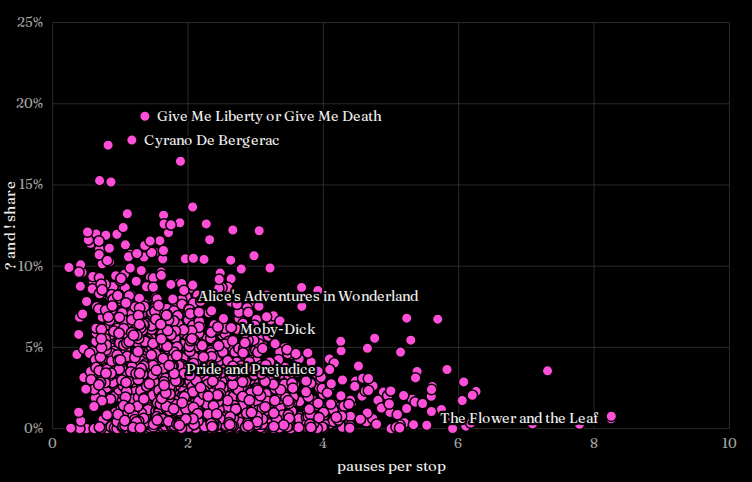 25%
20%
15%
10%
5%
0%
? and ! share
Give Me Liberty or Give Me Death
Cyrano De Bergerac
Alice's Adventures in Wonderland
Moby-Dick
Pride and Prejudice
The Flower and the Leaf
0 2 4 6 8 10
pauses per stop